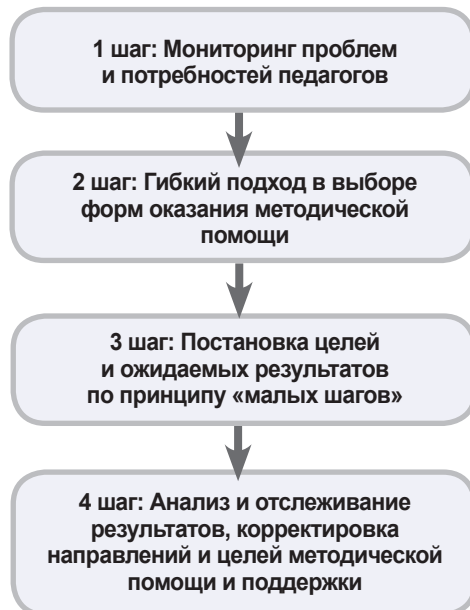 1 шаг: Мониторинг проблем
и потребностей педагогов
2 шаг: Гибкий подход в выборе
форм оказания методической
помощи
3 шаг: Постановка целей
и ожидаемых результатов
по принципу «малых шагов»
4 шаг: Анализ и отслеживание
результатов, корректировка
направлений и целей методической
помощи и поддержки